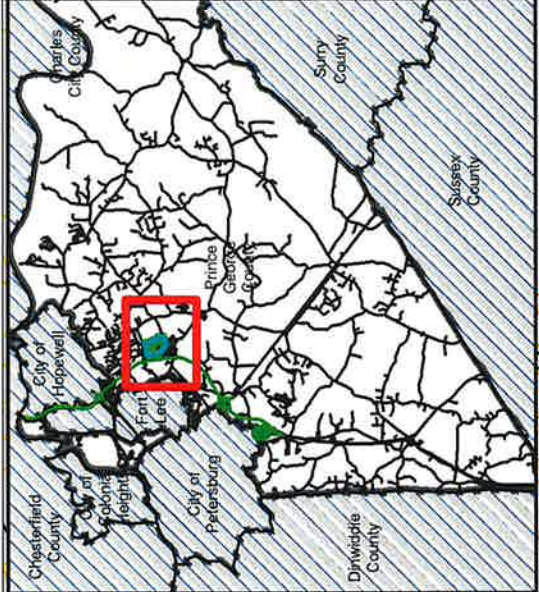 Charles
City County
Surry
County
City of
Hopewell
Chesterfield
County
City of
Colonial
Heights
Fort
Lee
Prince
George
County
City of
Petersburg
Sussex
County
Dinwiddie
County